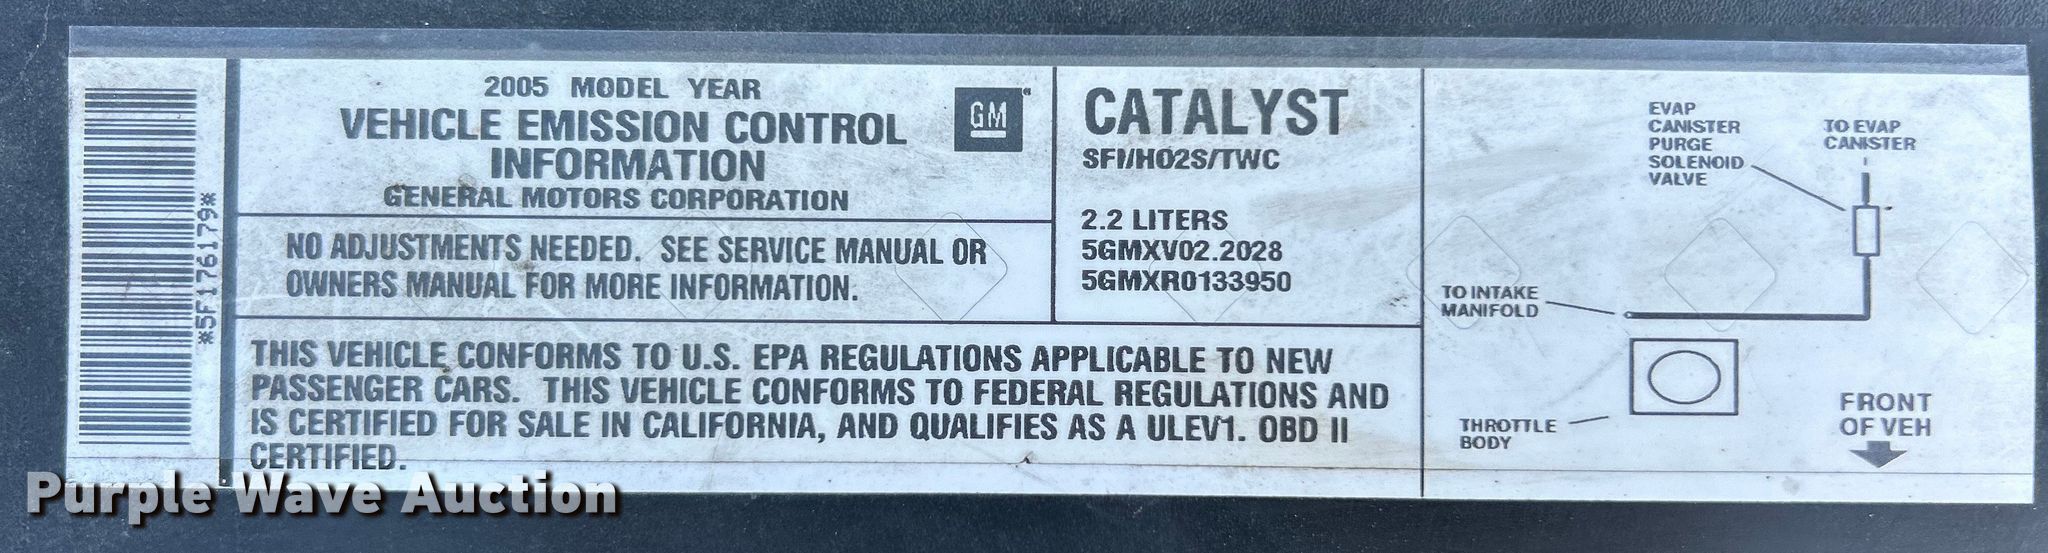 *5F176179*
2005 MODEL YEAR
VEHICLE EMISSION CONTROL
INFORMATION
GENERAL MOTORS CORPORATION
GM
NO ADJUSTMENTS NEEDED. SEE SERVICE MANUAL OR
OWNERS MANUAL FOR MORE INFORMATION.
CATALYST
SFI/HO2S/TWC
2.2 LITERS
5GMXV02.2028
5GMXR0133950
THIS VEHICLE CONFORMS TO U.S. EPA REGULATIONS APPLICABLE TO NEW
PASSENGER CARS. THIS VEHICLE CONFORMS TO FEDERAL REGULATIONS AND
IS CERTIFIED FOR SALE IN CALIFORNIA, AND QUALIFIES AS A ULEV1. OBD II
CERTIFIED.
EVAP
CANISTER
PURGE
SOLENOID
VALVE
TO EVAP
CANISTER
TO INTAKE
MANIFOLD
THROTTLE
BODY
FRONT
OF VEH
Purple Wave Auction